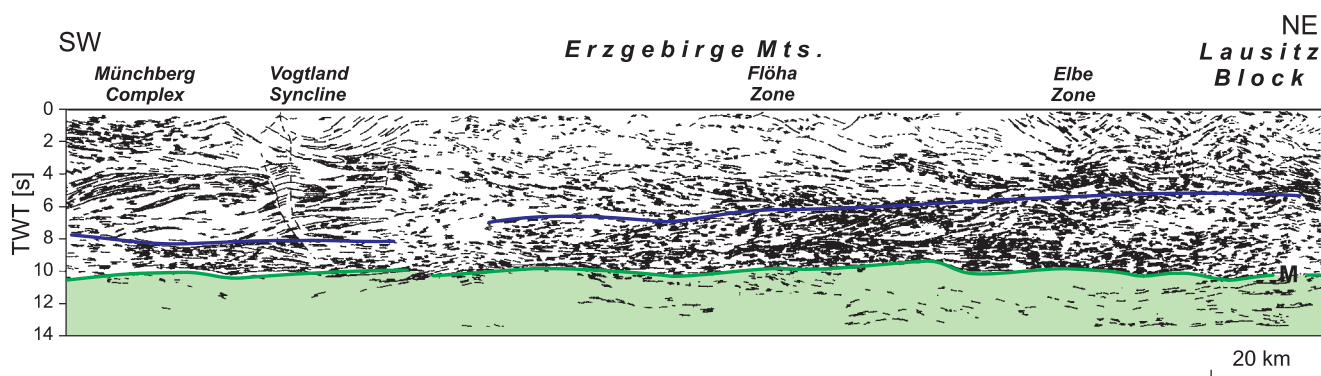 SW
NE
Erzgebirge Mts.
Lausitz
Block
Münchberg
Complex
Vogtland
Syncline
Flöha
Zone
Elbe
Zone
TWT [s]
0
2
4
6
8
10
12
14
M
20 km